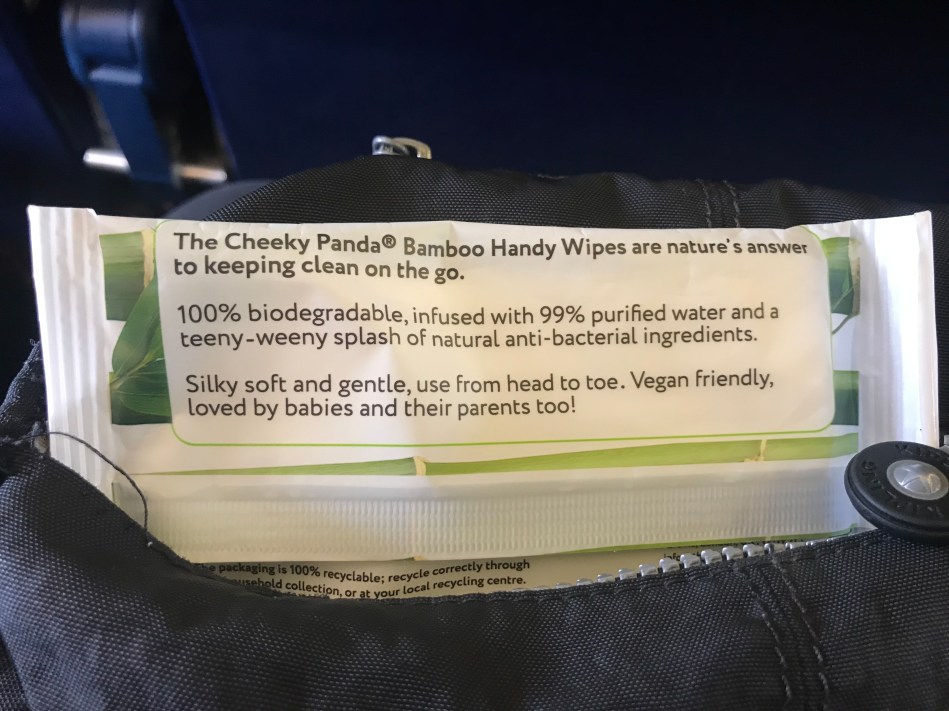 The Cheeky Panda® Bamboo Handy Wipes are nature's answer
to keeping clean on the go.
100% biodegradable, infused with 99% purified water and a
teeny-weeny splash of natural anti-bacterial ingredients.
Silky soft and gentle, use from head to toe. Vegan friendly,
loved by babies and their parents too!
packaging is 100% recyclable; recycle correctly through
collection, or at your local recycling centre.